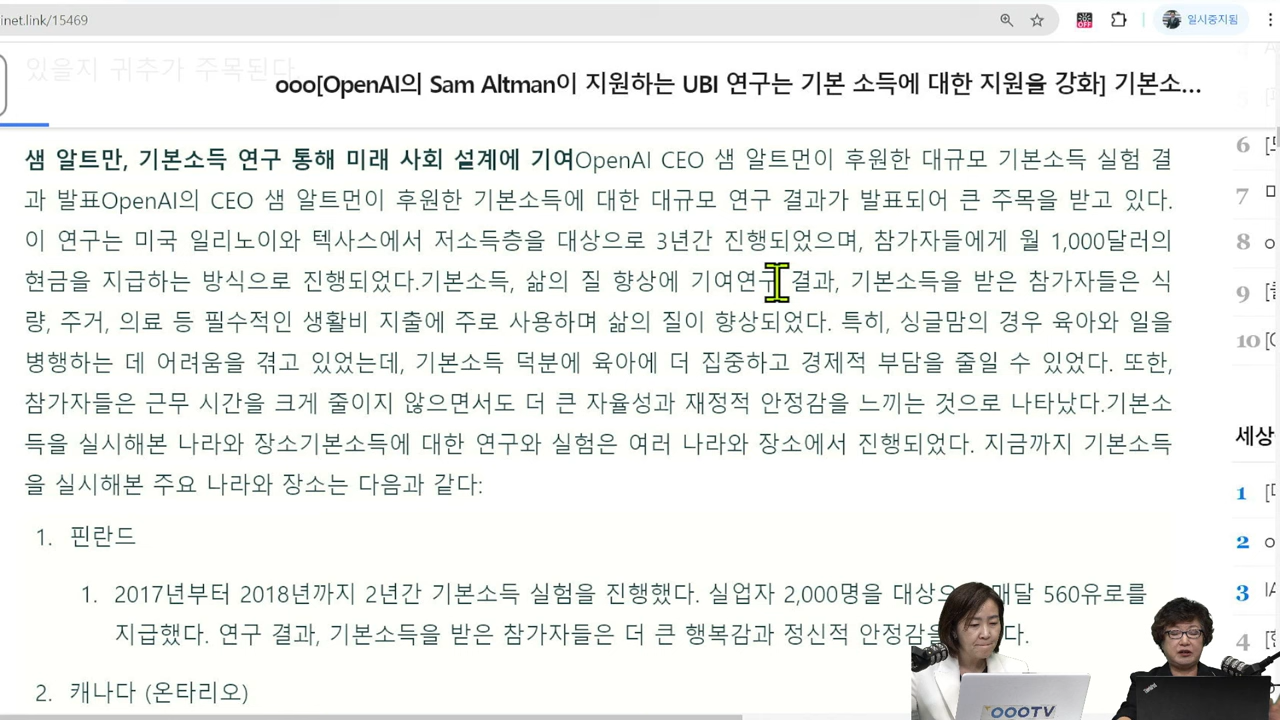 inet.link/15469
OFF
일시중지됨
있을지 귀추가 주목된다.
ooo[OpenAI의 Sam Altman이 지원하는 UBI 연구는 기본 소득에 대한 지원을 강화] 기본소...
샘 알트만, 기본소득 연구 통해 미래 사회 설계에 기여OpenAI CEO 샘 알트먼이 후원한 대규모 기본소득 실험 결
과 발표OpenAI의 CEO 샘 알트먼이 후원한 기본소득에 대한 대규모 연구 결과가 발표되어 큰 주목을 받고 있다.
이 연구는 미국 일리노이와 텍사스에서 저소득층을 대상으로 3년간 진행되었으며, 참가자들에게 월 1,000달러의
현금을 지급하는 방식으로 진행되었다.기본소득, 삶의 질 향상에 기여연구 결과, 기본소득을 받은 참가자들은 식
량, 주거, 의료 등 필수적인 생활비 지출에 주로 사용하며 삶의 질이 향상되었다. 특히, 싱글맘의 경우 육아와 일을
병행하는 데 어려움을 겪고 있었는데, 기본소득 덕분에 육아에 더 집중하고 경제적 부담을 줄일 수 있었다. 또한,
참가자들은 근무 시간을 크게 줄이지 않으면서도 더 큰 자율성과 재정적 안정감을 느끼는 것으로 나타났다.기본소
득을 실시해본 나라와 장소기본소득에 대한 연구와 실험은 여러 나라와 장소에서 진행되었다. 지금까지 기본소득
을 실시해본 주요 나라와 장소는 다음과 같다:
1. 핀란드
1. 2017년부터 2018년까지 2년간 기본소득 실험을 진행했다. 실업자 2,000명을 매달 560유로를
지급했다. 연구 결과, 기본소득을 받은 참가자들은 더 큰 행복감과 정신적 안정감을
2. 캐나다 (온타리오)
6
7
8
9
10
세상
1
2
3
4
OOOTV
ThinkPad